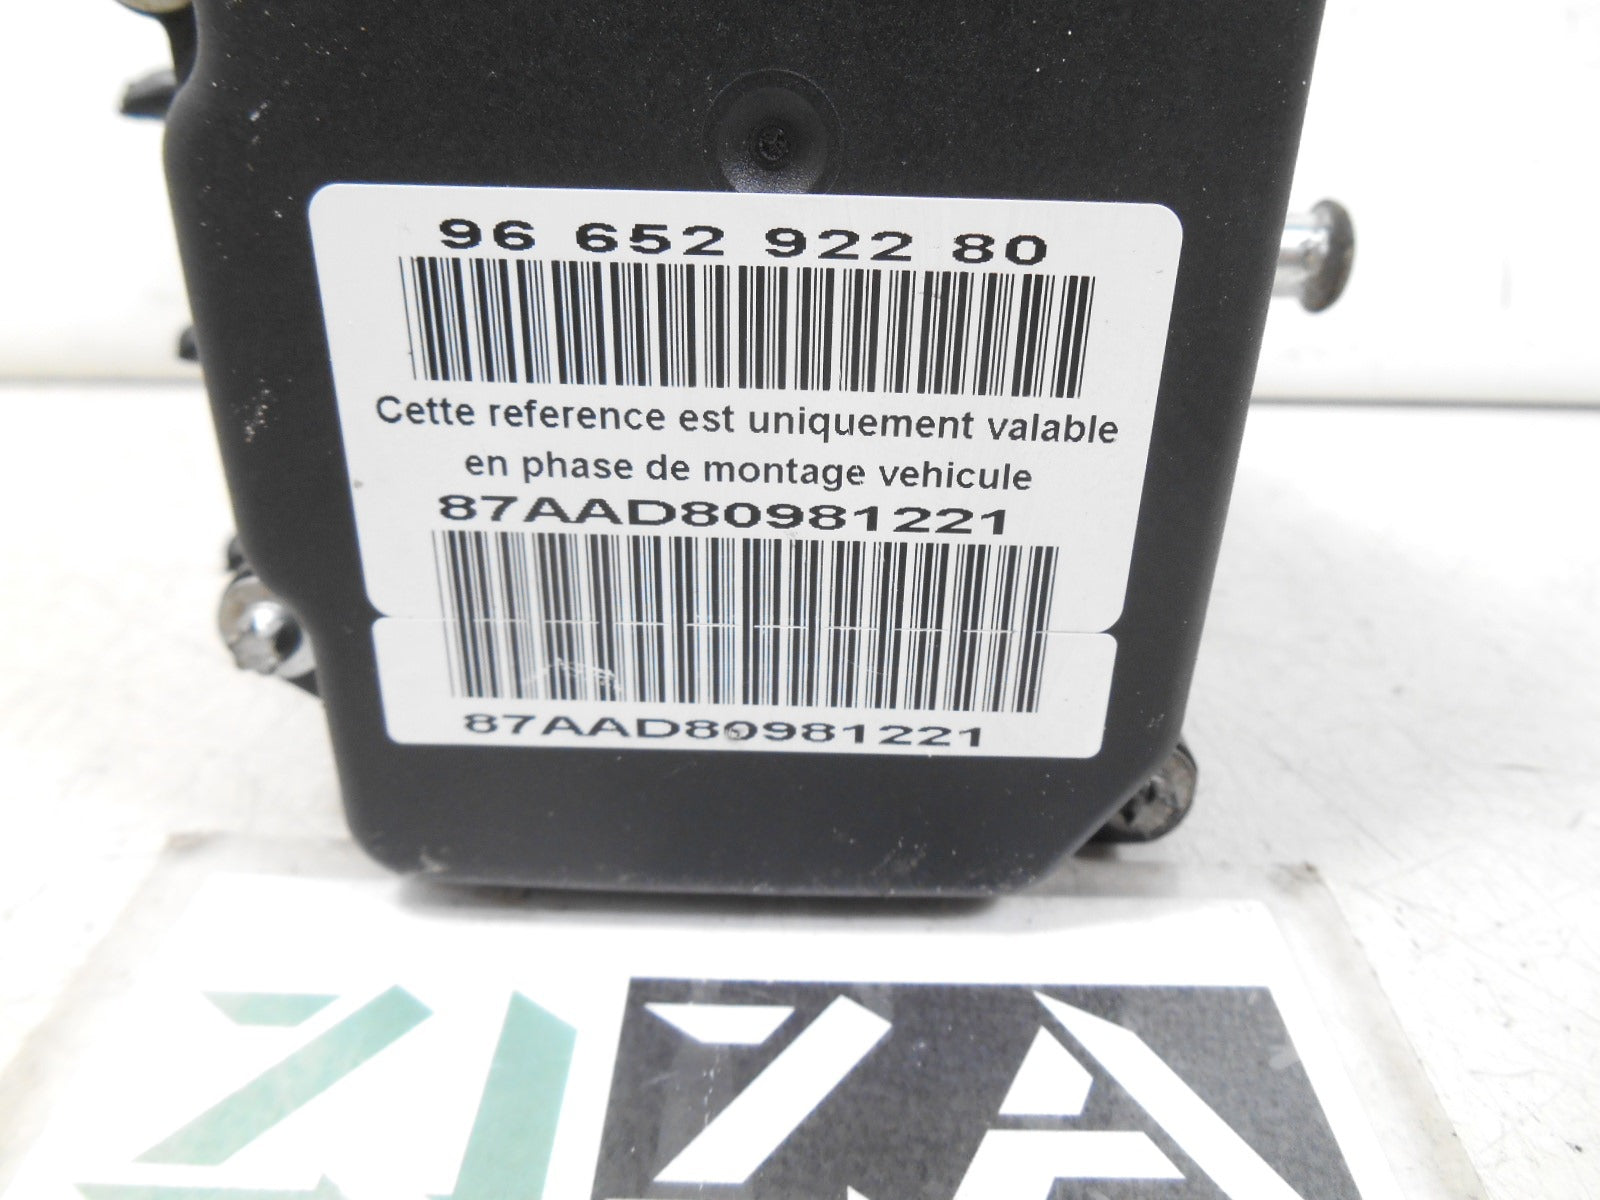 96 652 922 80
Cette reference est uniquement valable
en phase de montage vehicule
87AAD80981221
87AAD80981221